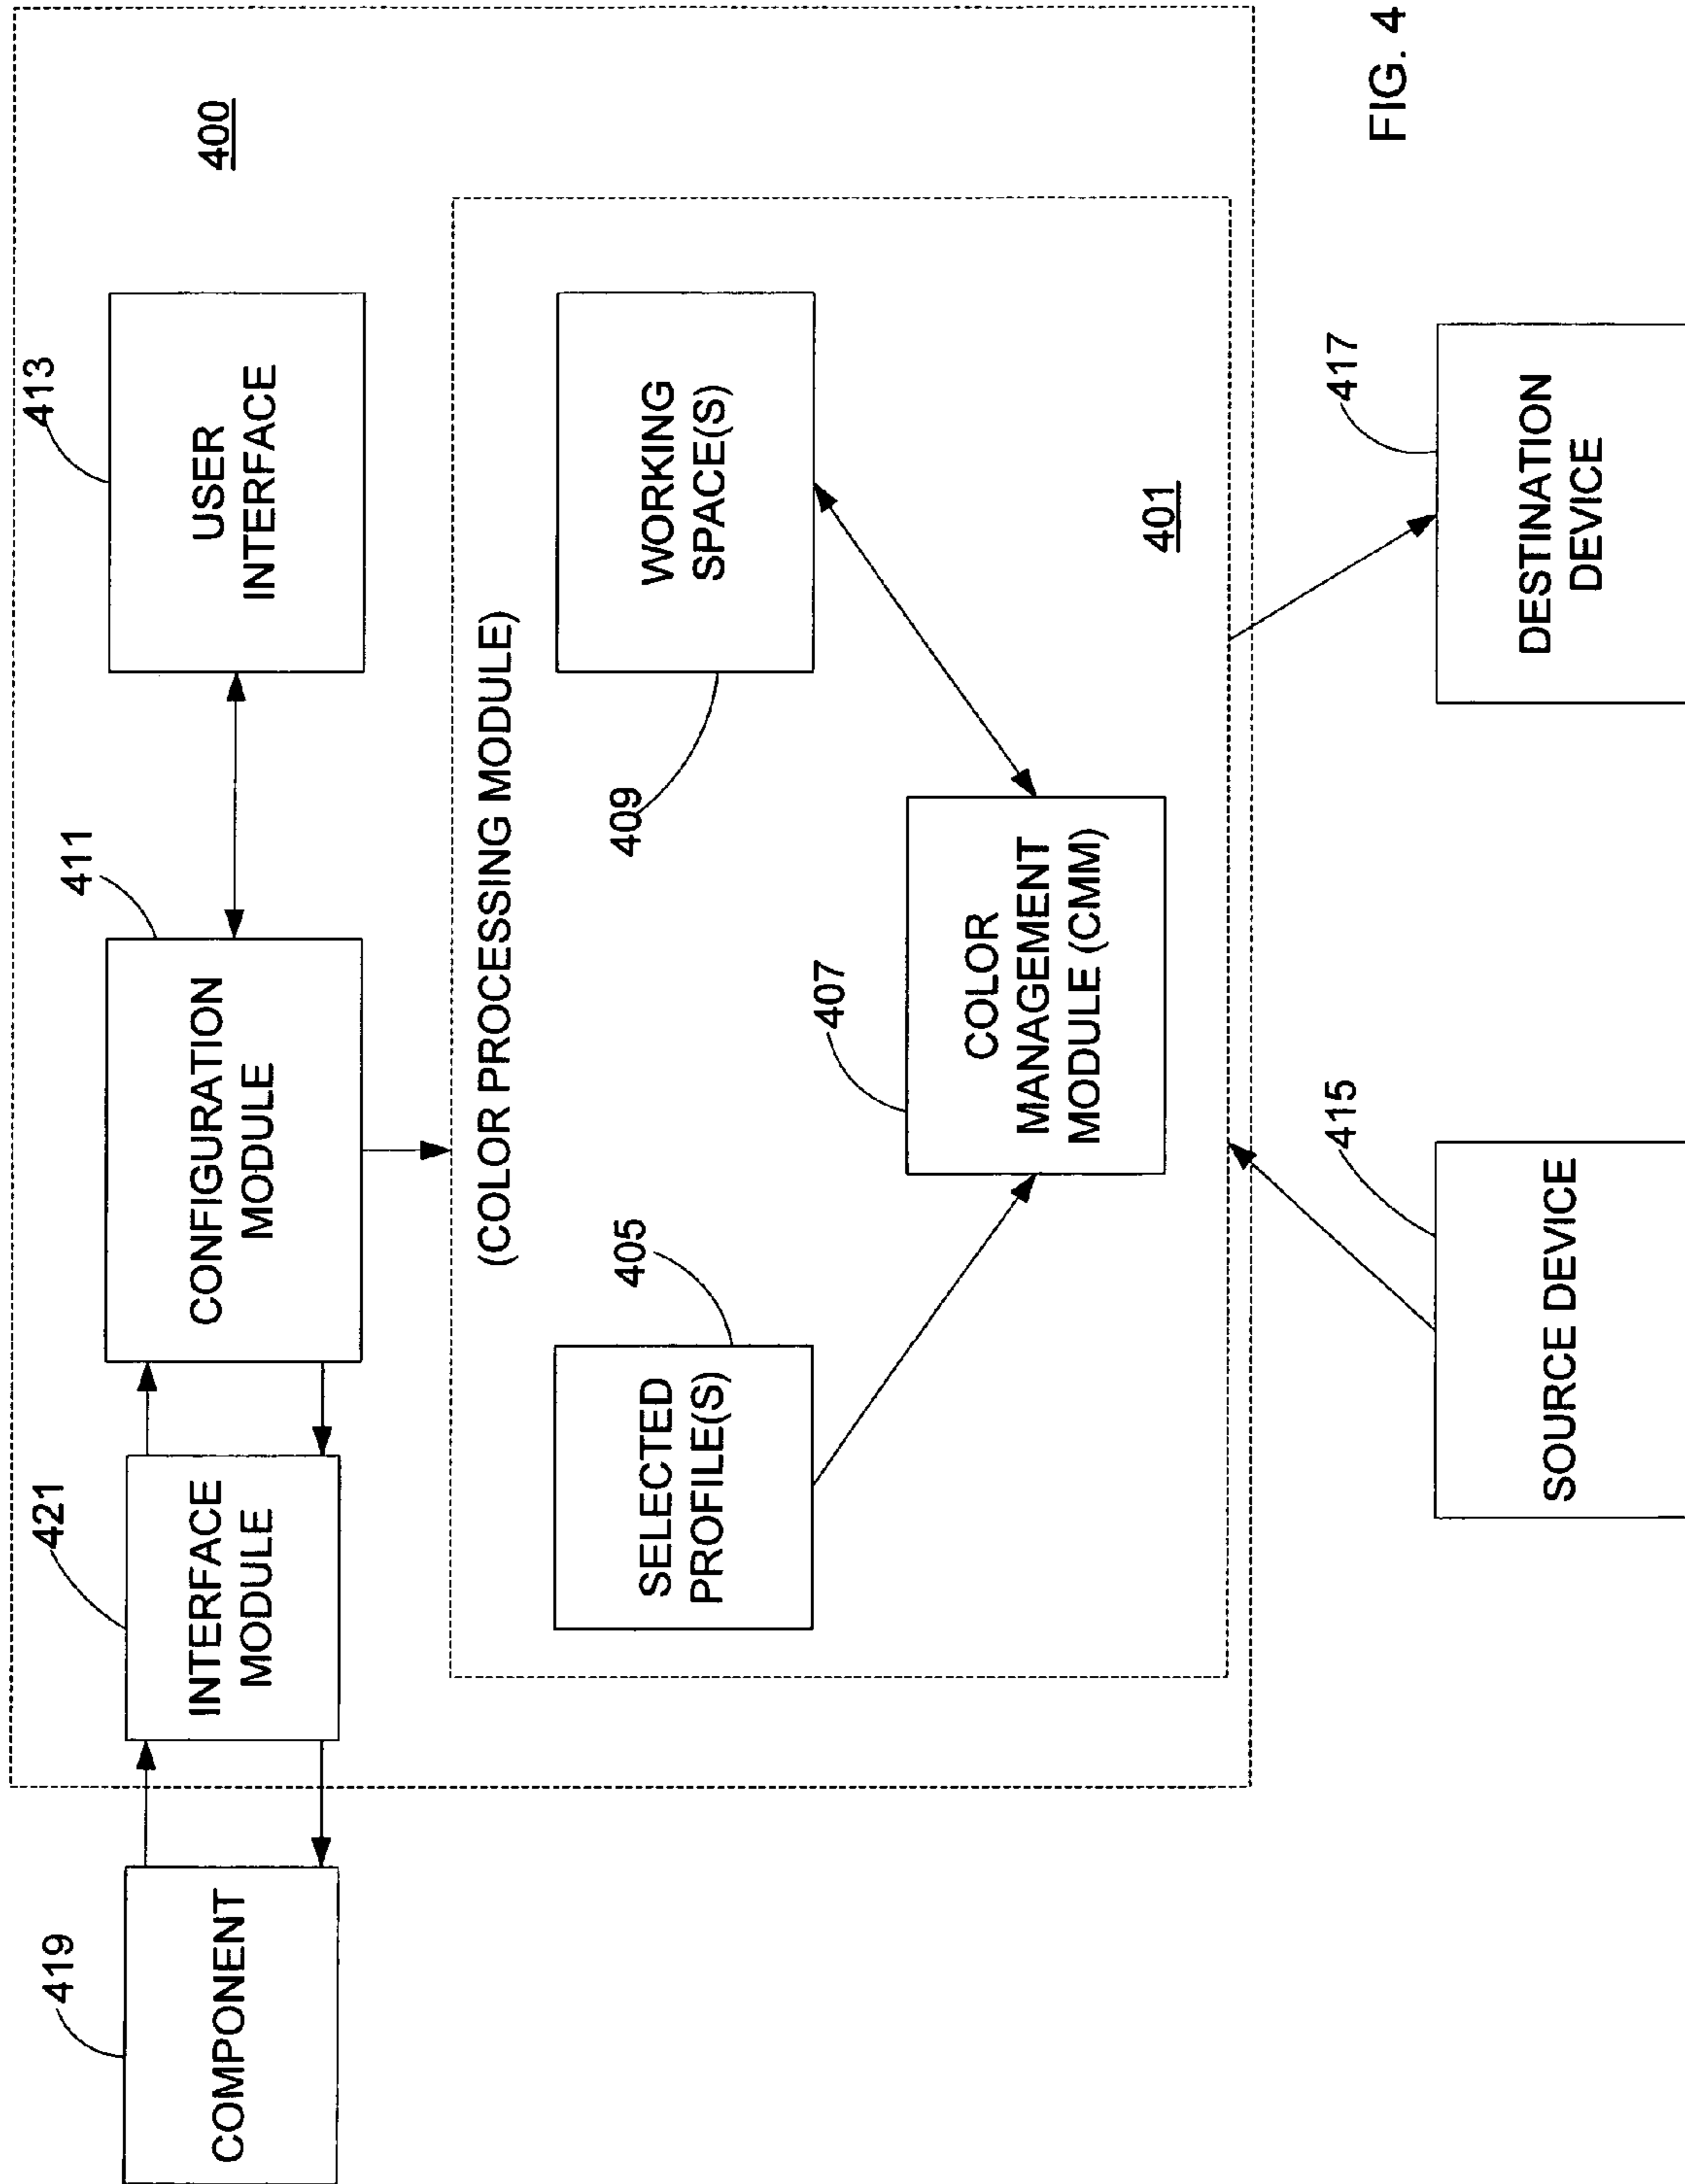 419
COMPONENT
421
INTERFACE
MODULE
411
CONFIGURATION
MODULE
413
USER
INTERFACE
400
(COLOR PROCESSING MODULE)
405
SELECTED
PROFILE(S)
407
COLOR
MANAGEMENT
MODULE (CMM)
409
WORKING
SPACE(S)
401
415
SOURCE DEVICE
417
DESTINATION
DEVICE
FIG. 4